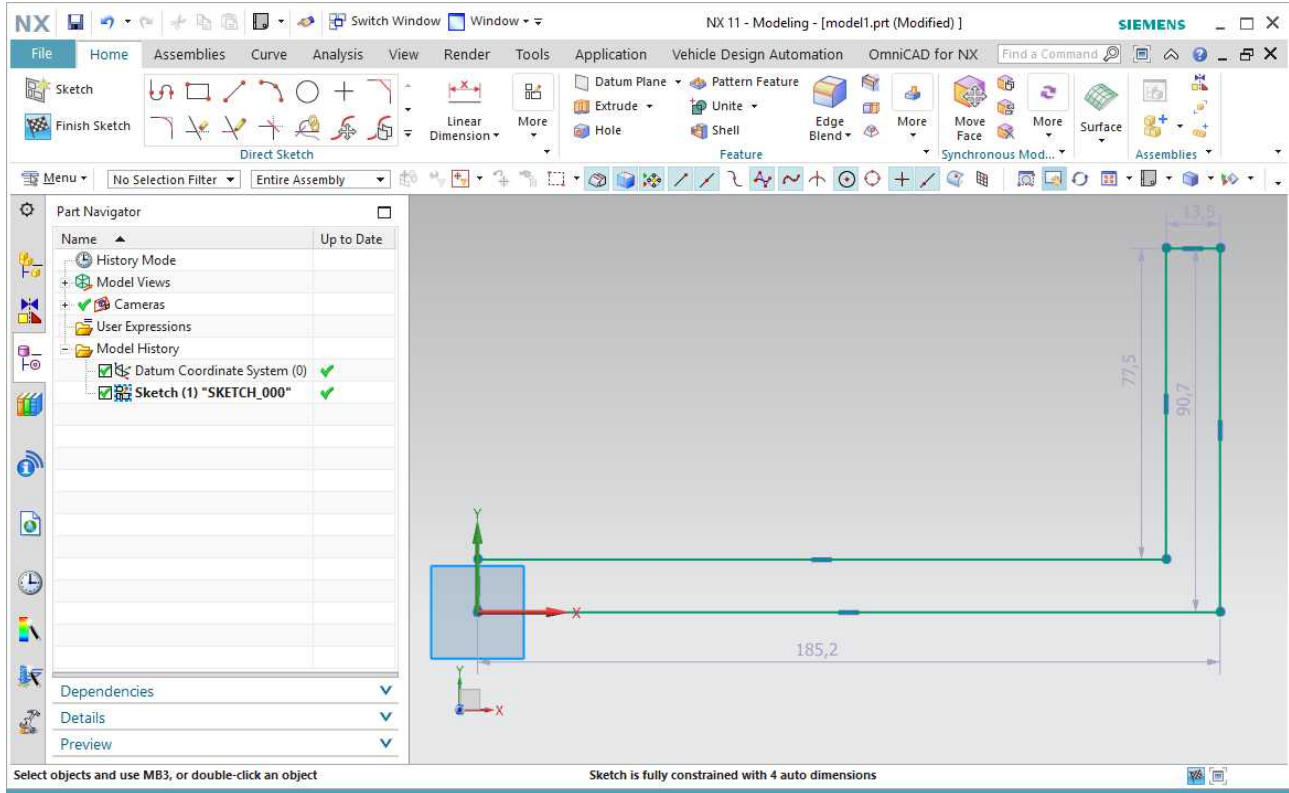 NX Switch Window Window NX 11 - Modeling - [model1.prt (Modified) ] SIEMENS
File Home Assemblies Curve Analysis View Render Tools Application Vehicle Design Automation OmniCAD for NX Find a Command
Sketch
Finish Sketch
Direct Sketch
Linear
Dimension
More
Datum Plane
Pattern Feature
Extrude
Unite
Hole
Shell
Edge
Blend
More
Feature
Move
Face
More
Synchronous Mod...
Surface
Assemblies
Menu No Selection Filter Entire Assembly
Part Navigator
Name Up to Date
History Mode
Model Views
Cameras
User Expressions
Model History
Datum Coordinate System (0)
Sketch (1) "SKETCH_000"
Dependencies
Details
Preview
13,5
77,5
90,7
Y
X
185,2
Y
X
Select objects and use MB3, or double-click an object Sketch is fully constrained with 4 auto dimensions